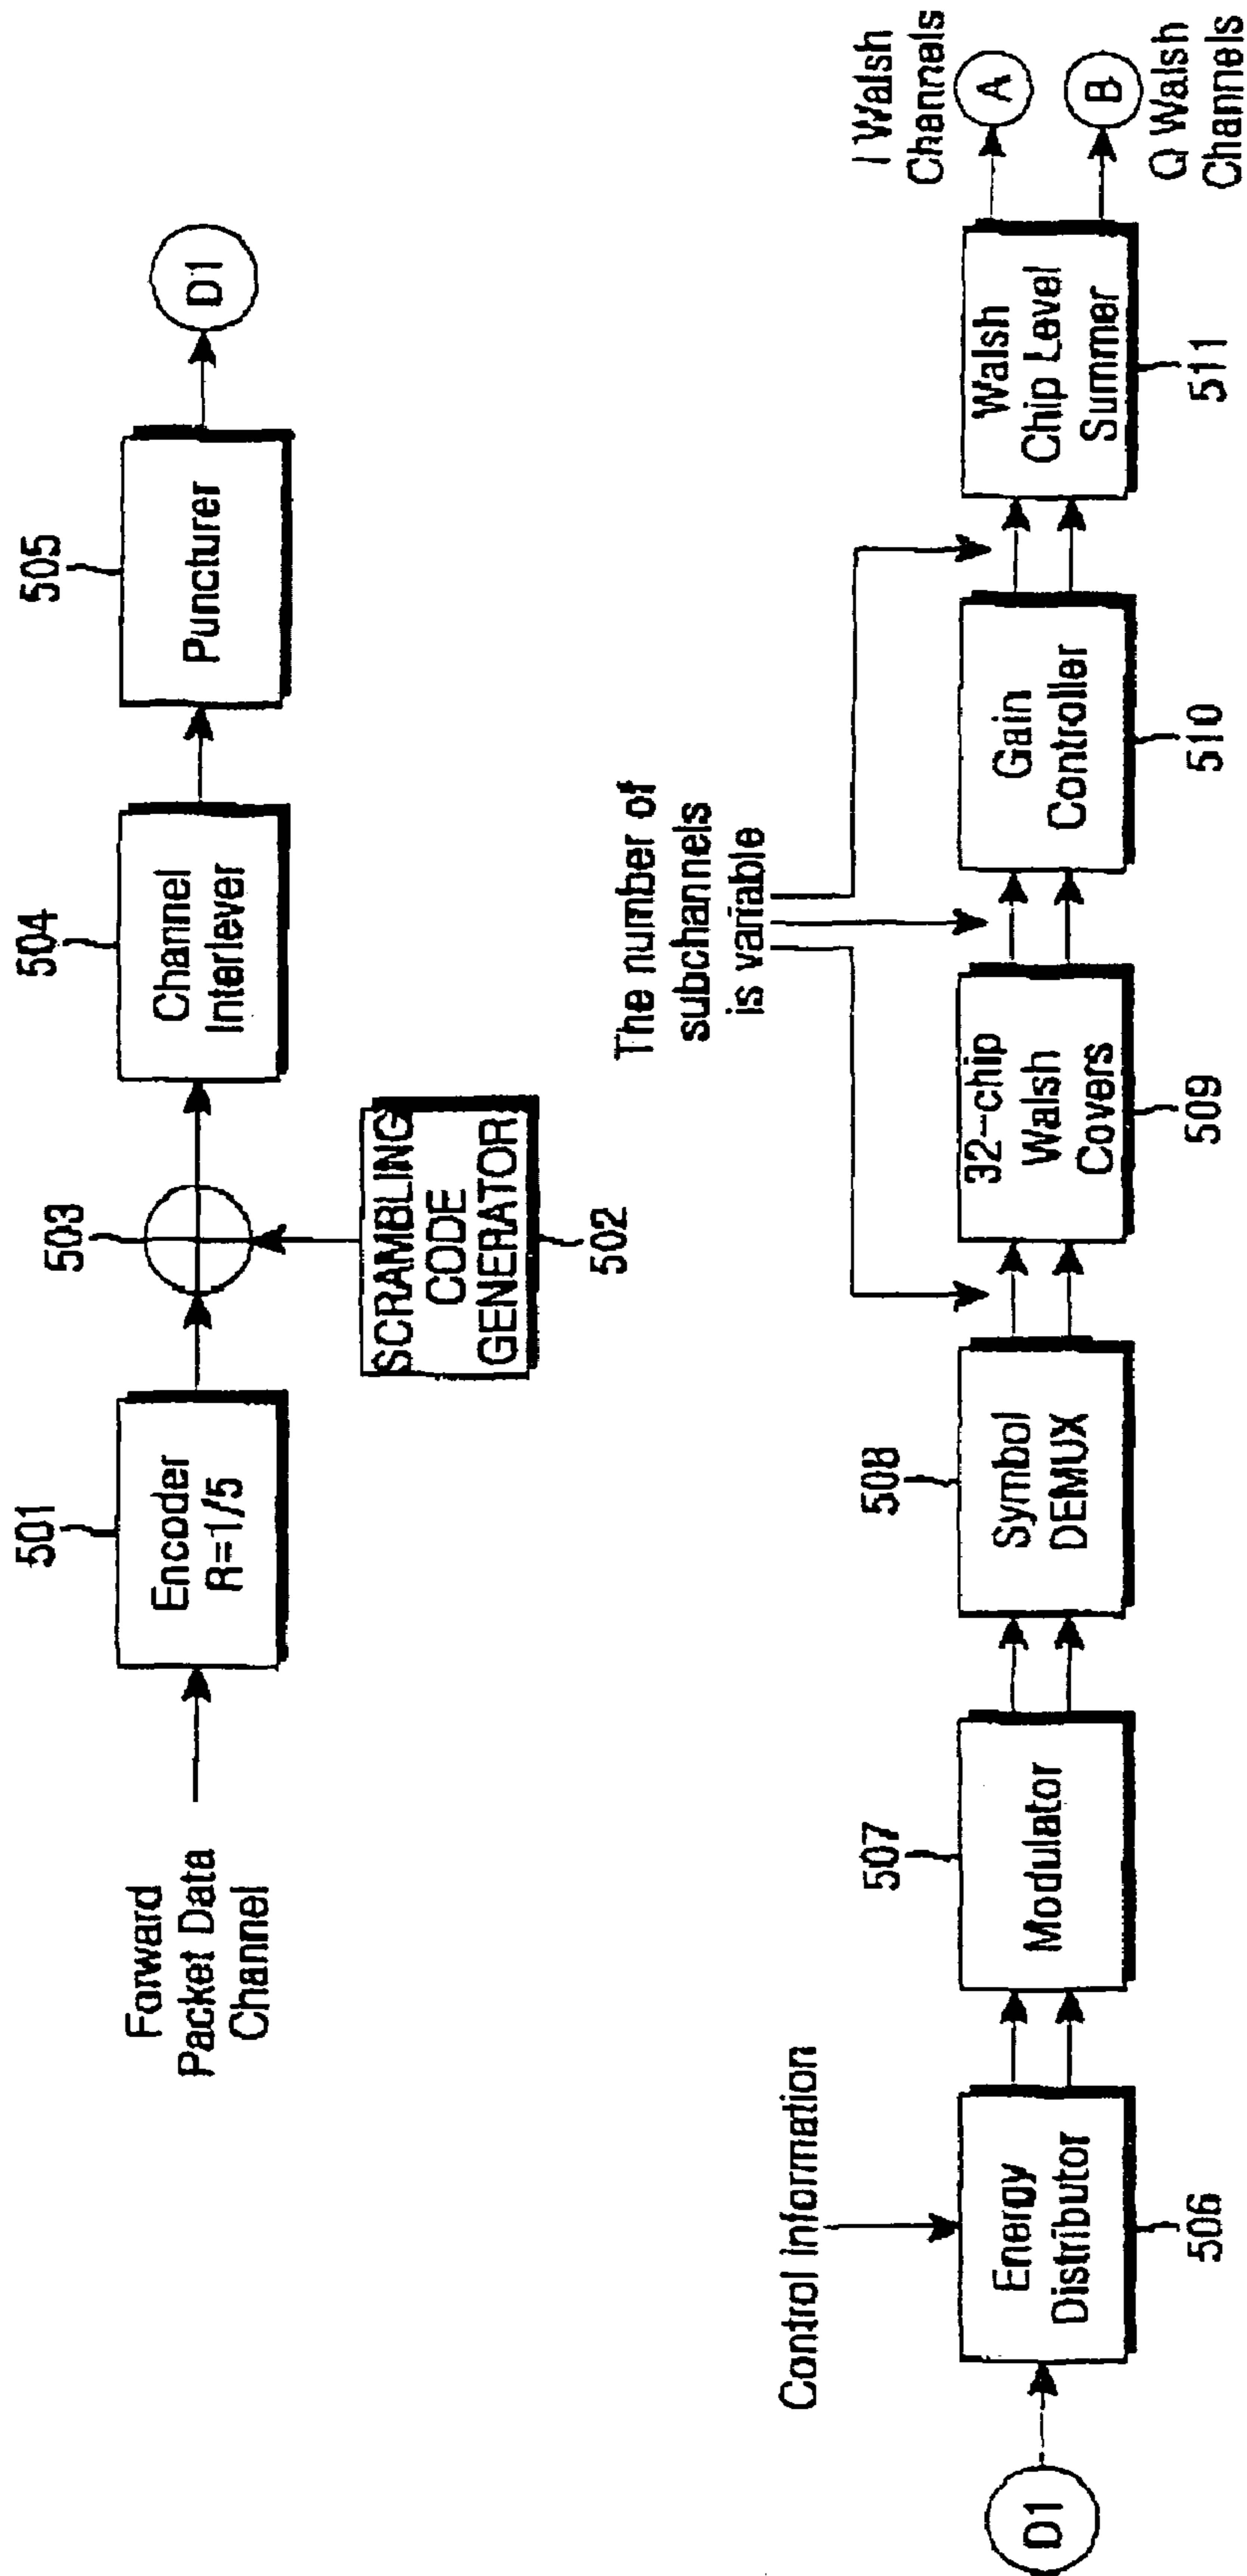 Forward
Packet Data
Channel
501
Encoder
R=1/5
503
SCRAMBLING
CODE
GENERATOR
502
504
Channel
Interlever
505
Puncturer
D1
D1
Control Information
Energy
Distributor
506
507
Modulator
508
Symbol
DEMUX
The number of
subchannels
is variable
32-chip
Walsh
Covers
509
Gain
Controller
510
Walsh
Chip Level
Summer
511
I Walsh
Channels
A
B
Q Walsh
Channels